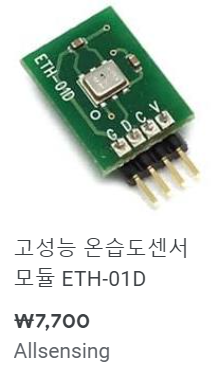 ETH-01D
G D C V
고성능 온습도센서
모듈 ETH-01D
₩7,700
Allsensing